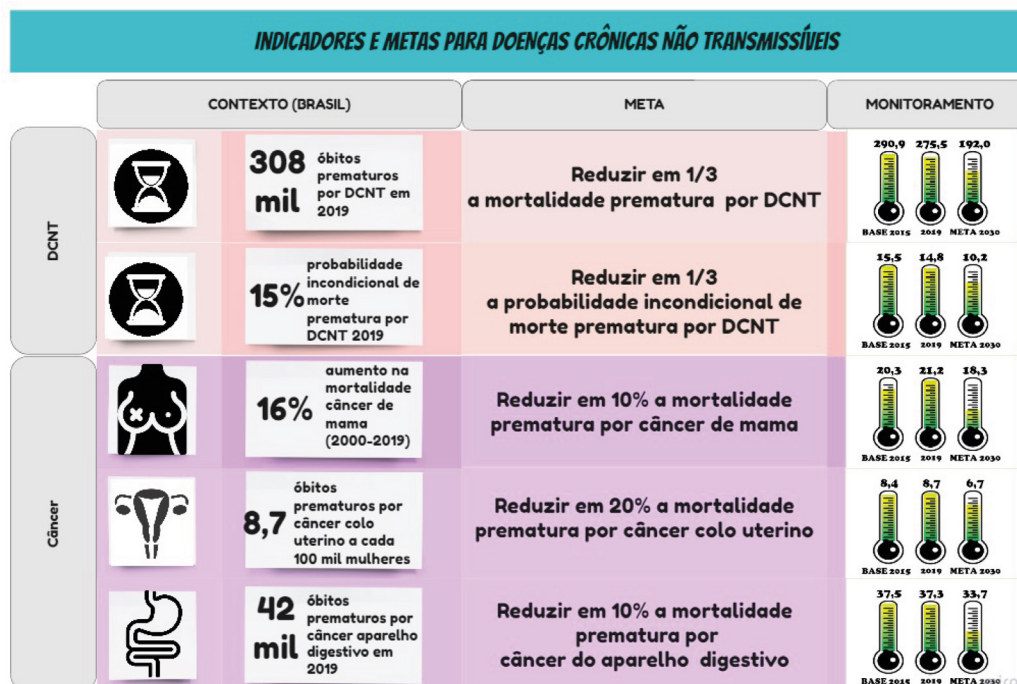 INDICADORES E METAS PARA DOENÇAS CRÔNICAS NÃO TRANSMISSÍVEIS
CONTEXTO (BRASIL)
META
MONITORAMENTO
DCNT
308 mil
óbitos
prematuros
por DCNT em
2019
Reduzir em 1/3
a mortalidade prematura por DCNT
290,9 275,5 192,0
BASE 2015 2019 META 2030
15%
probabilidade
incondicional de
morte
prematura por
DCNT 2019
Reduzir em 1/3
a probabilidade incondicional de
morte prematura por DCNT
15,5 14,8 10,2
BASE 2015 2019 META 2030
Câncer
16%
aumento na
mortalidade
câncer de
mama
(2000-2019)
Reduzir em 10% a mortalidade
prematura por câncer de mama
20,3 21,2 18,3
BASE 2015 2019 META 2030
8,7
óbitos
prematuros por
câncer colo
uterino a cada
100 mil mulheres
Reduzir em 20% a mortalidade
prematura por câncer colo uterino
8,4 8,7 6,7
BASE 2015 2019 META 2030
42 mil
óbitos
prematuros por
câncer aparelho
digestivo em
2019
Reduzir em 10% a mortalidade
prematura por
câncer do aparelho digestivo
37,5 37,3 33,7
BASE 2015 2019 META 2030